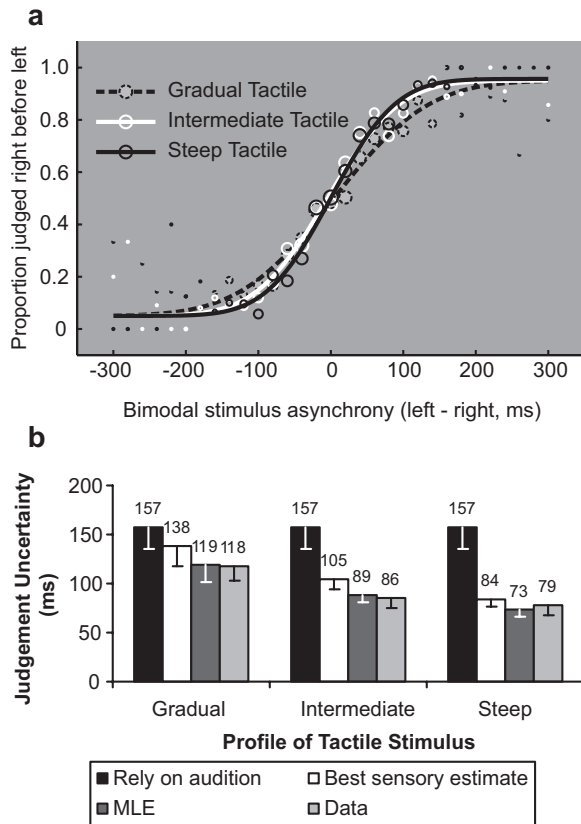 a
Proportion judged right before left
1.0
0.8
0.6
0.4
0.2
0
Gradual Tactile
Intermediate Tactile
Steep Tactile
-300 -200 -100 0 100 200 300
Bimodal stimulus asynchrony (left - right, ms)
b
Judgement Uncertainty
(ms)
200
150
100
50
0
157 138 119 118
157 105 89 86
157 84 73 79
Gradual Intermediate Steep
Profile of Tactile Stimulus
Rely on audition Best sensory estimate
MLE Data